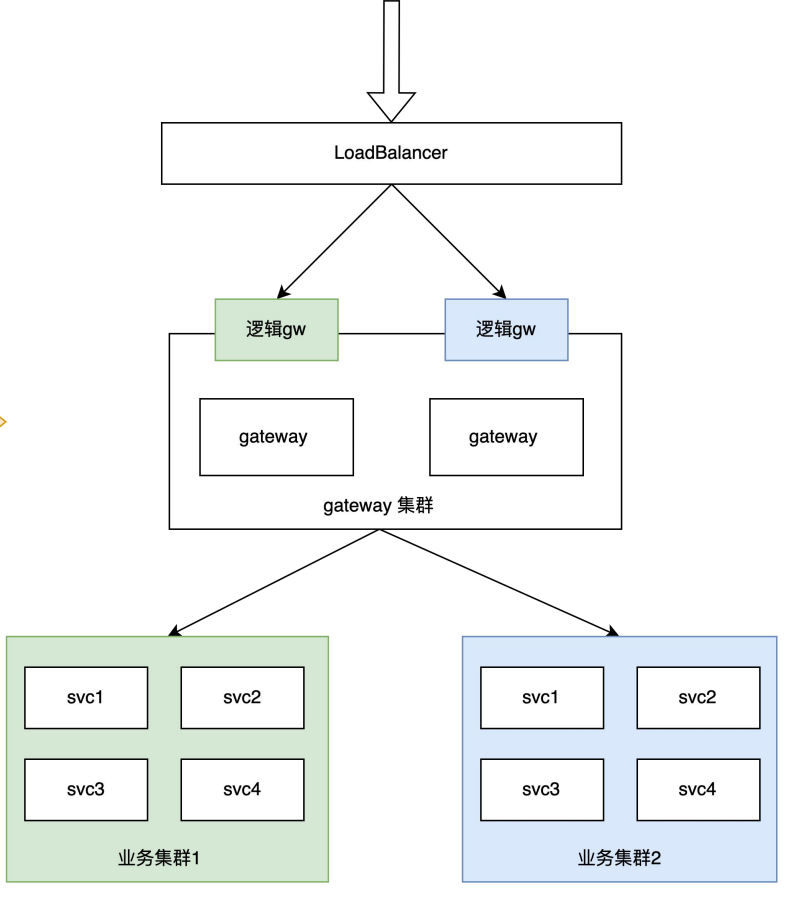 LoadBalancer
逻辑gw
逻辑gw
gateway
gateway
gateway 集群
svc1
svc2
svc3
svc4
业务集群1
svc1
svc2
svc3
svc4
业务集群2